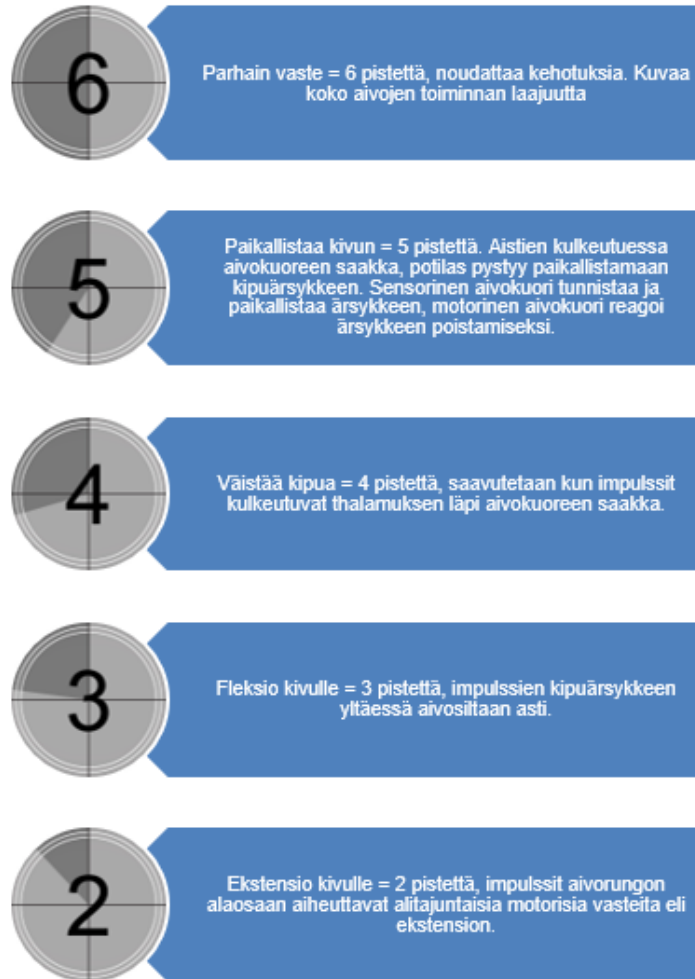 6
Parhain vaste = 6 pistettä, noudattaa kehotuksia. Kuvaa
koko aivojen toiminnan laajuutta
5
Paikallistaa kivun = 5 pistettä. Aistien kulkeutuessa
aivokuoreen saakka, potilas pystyy paikallistamaan
kipuärsykkeen. Sensorinen aivokuori tunnistaa ja
paikallistaa ärsykkeen, motorinen aivokuori reagoi
ärsykkeen poistamiseksi.
4
Väistää kipua = 4 pistettä, saavutetaan kun impulssit
kulkeutuvat thalamuksen läpi aivokuoreen saakka.
3
Fleksio kivulle = 3 pistettä, impulssien kipuärsykkeen
yltäessä aivosiltaan asti.
2
Ekstensio kivulle = 2 pistettä, impulssit aivorungon
alaosaan aiheuttavat alitajuntaisia motorisia vasteita eli
ekstension.